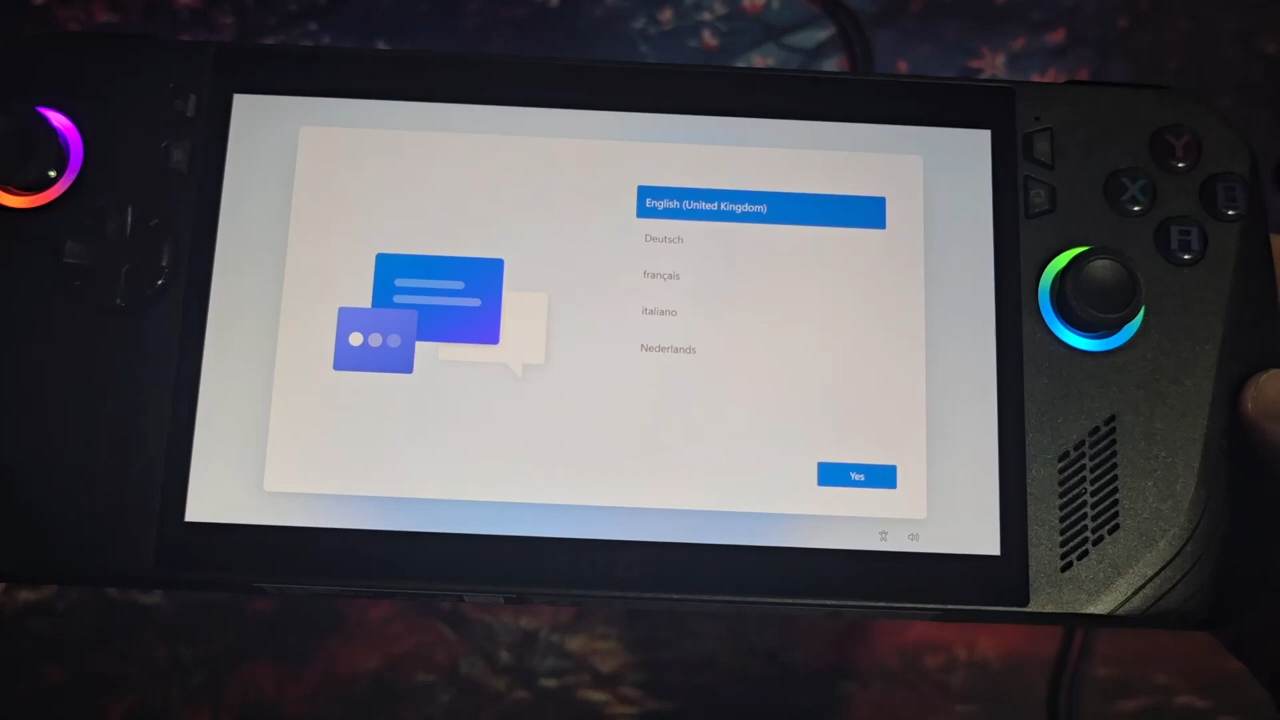 English (United Kingdom)
Deutsch
français
italiano
Nederlands
Yes
Y
X
B
A